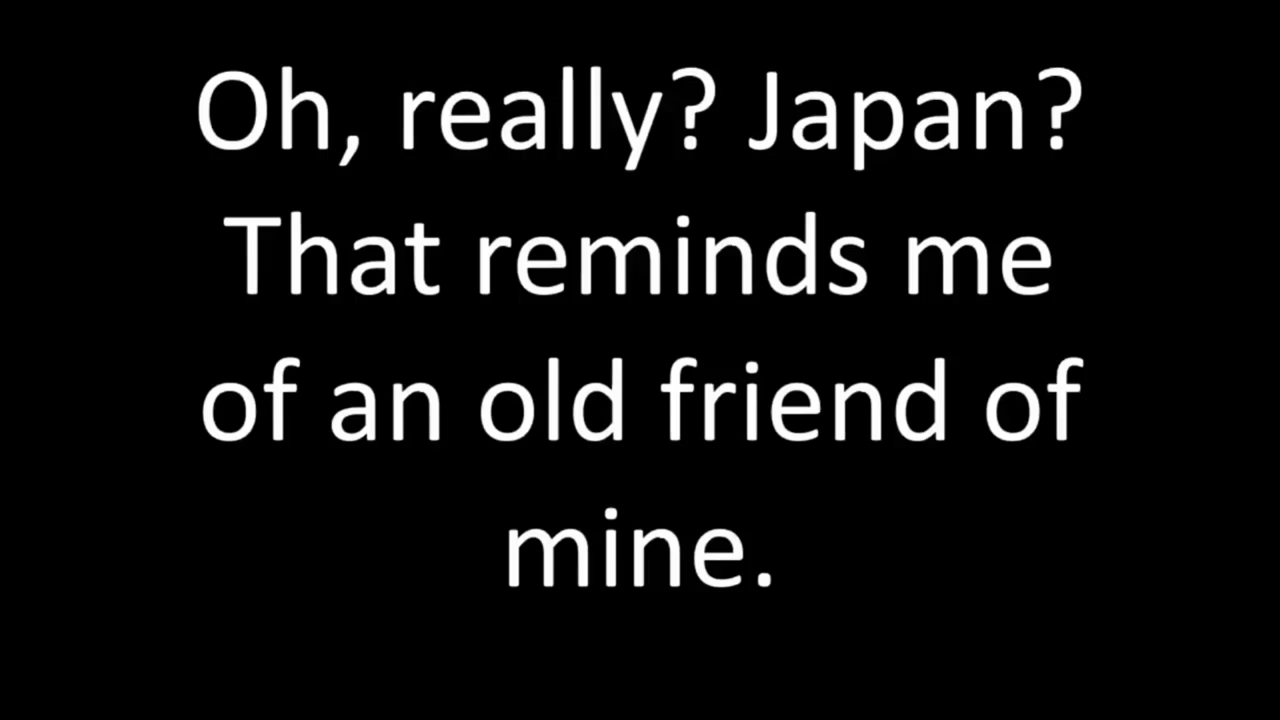 Oh, really? Japan?
That reminds me
of an old friend of
mine.